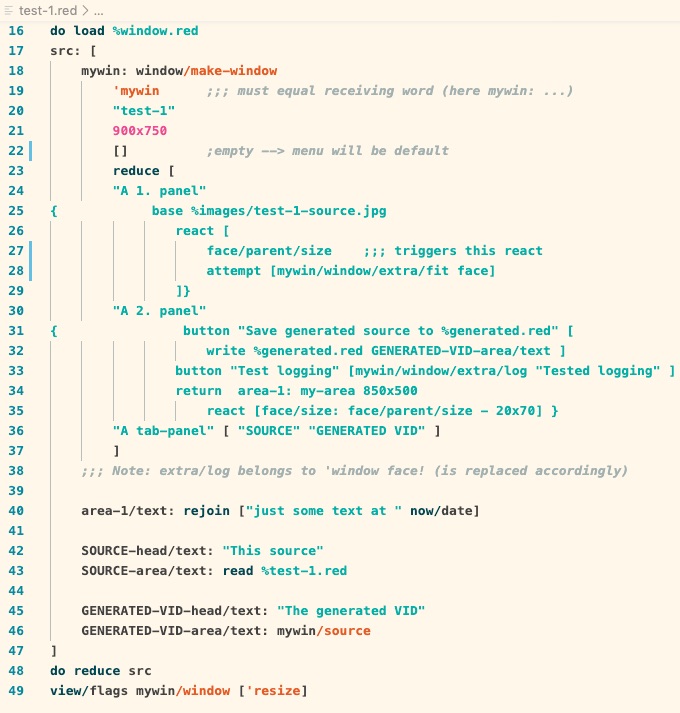 test-1.red > ...
16 do load %window.red
17 src: [
18 mywin: window/make-window
19 'mywin ;;; must equal receiving word (here mywin: ...)
20 "test-1"
21 900x750
22 [] ;empty --> menu will be default
23 reduce [
24 "A 1. panel"
25 { base %images/test-1-source.jpg
26 react [
27 face/parent/size ;;; triggers this react
28 attempt [mywin/window/extra/fit face]
29 ]}
30 "A 2. panel"
31 { button "Save generated source to %generated.red" [
32 write %generated.red GENERATED-VID-area/text ]
33 button "Test logging" [mywin/window/extra/log "Tested logging" ]
34 return area-1: my-area 850x500
35 react [face/size: face/parent/size - 20x70] }
36 "A tab-panel" [ "SOURCE" "GENERATED VID" ]
37 ]
38 ;;; Note: extra/log belongs to 'window face! (is replaced accordingly)
39
40 area-1/text: rejoin ["just some text at " now/date]
41
42 SOURCE-head/text: "This source"
43 SOURCE-area/text: read %test-1.red
44
45 GENERATED-VID-head/text: "The generated VID"
46 GENERATED-VID-area/text: mywin/source
47 ]
48 do reduce src
49 view/flags mywin/window ['resize]